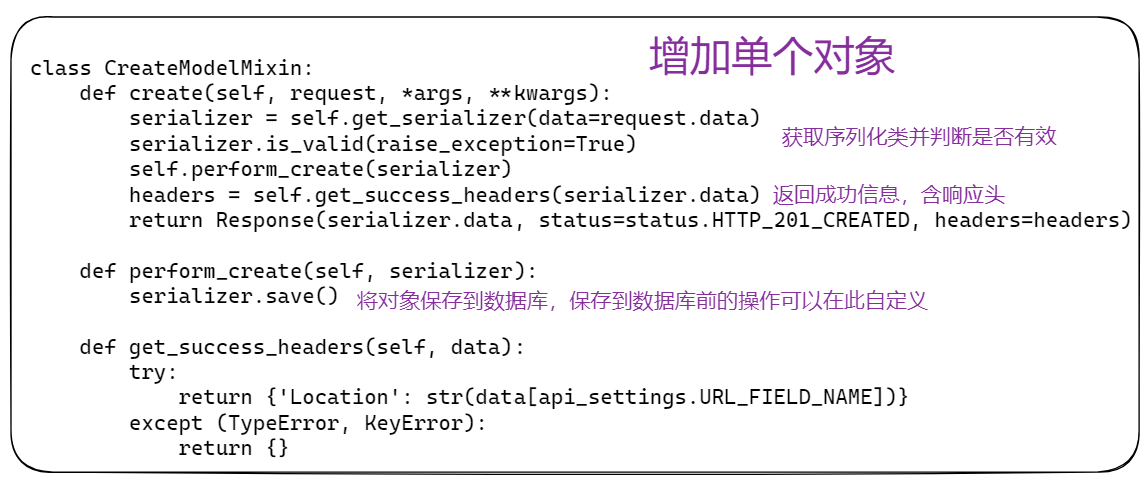 增加单个对象
class CreateModelMixin:
    def create(self, request, *args, **kwargs):
        serializer = self.get_serializer(data=request.data)
        serializer.is_valid(raise_exception=True)
获取序列化类并判断是否有效
        self.perform_create(serializer)
        headers = self.get_success_headers(serializer.data) 返回成功信息，含响应头
        return Response(serializer.data, status=status.HTTP_201_CREATED, headers=headers)
    def perform_create(self, serializer):
        serializer.save() 将对象保存到数据库，保存到数据库前的操作可以在此自定义
    def get_success_headers(self, data):
        try:
            return {'Location': str(data[api_settings.URL_FIELD_NAME])}
        except (TypeError, KeyError):
            return {}